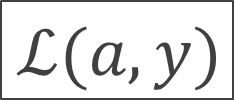 ℒ(𝑎, 𝑦)